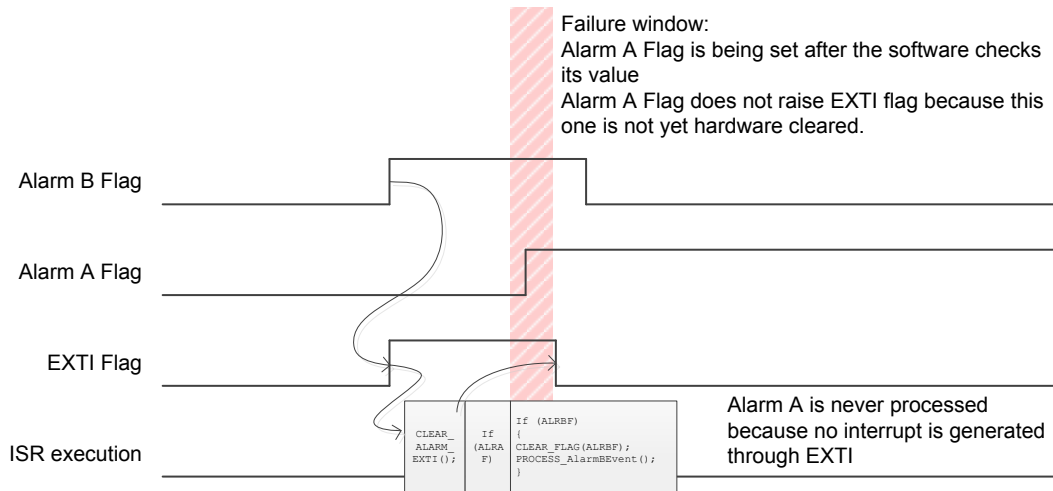 Failure window:
Alarm A Flag is being set after the software checks
its value
Alarm A Flag does not raise EXTI flag because this
one is not yet hardware cleared.
Alarm B Flag
Alarm A Flag
EXTI Flag
ISR execution
CLEAR_
ALARM_
EXTI();
If
(ALRA
F)
If (ALRBF)
{
CLEAR_FLAG(ALRBF);
PROCESS_AlarmBEvent();
}
Alarm A is never processed
because no interrupt is generated
through EXTI